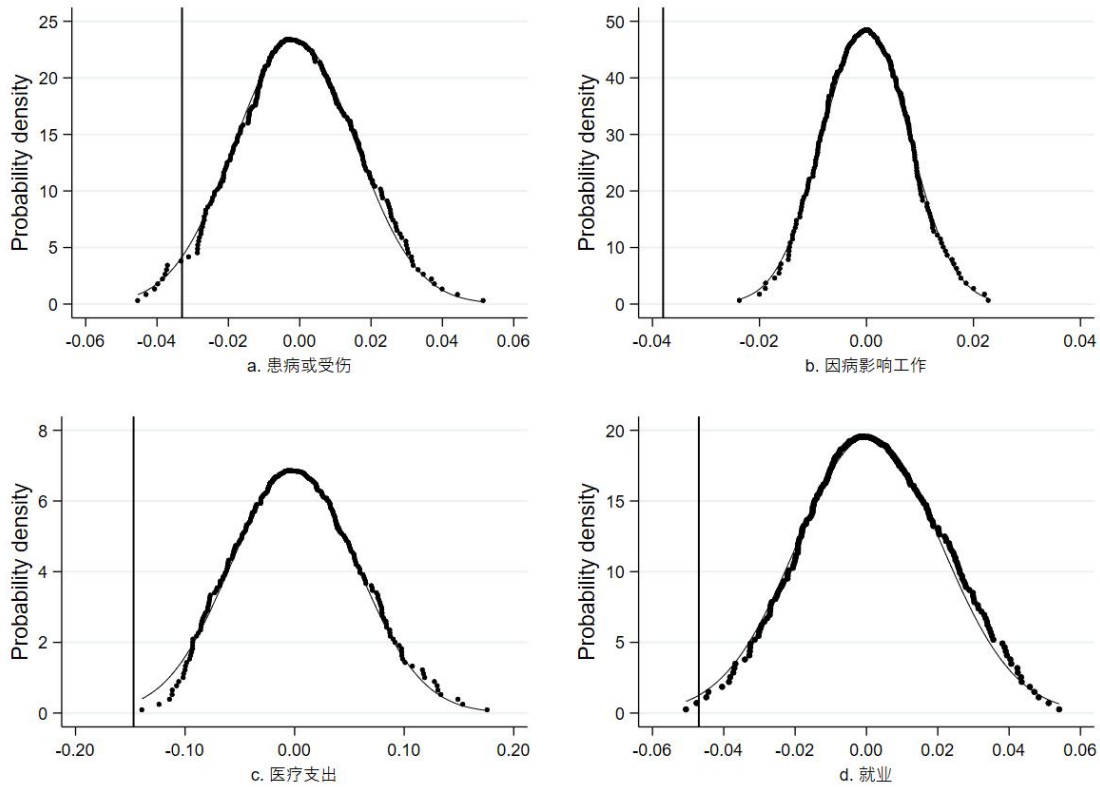 25
20
15
10
5
0
Probability density
-0.06 -0.04 -0.02 0.00 0.02 0.04 0.06
a. 患病或受伤
50
40
30
20
10
0
Probability density
-0.04 -0.02 0.00 0.02 0.04
b. 因病影响工作
8
6
4
2
0
Probability density
-0.20 -0.10 0.00 0.10 0.20
c. 医疗支出
20
15
10
5
0
Probability density
-0.06 -0.04 -0.02 0.00 0.02 0.04 0.06
d. 就业